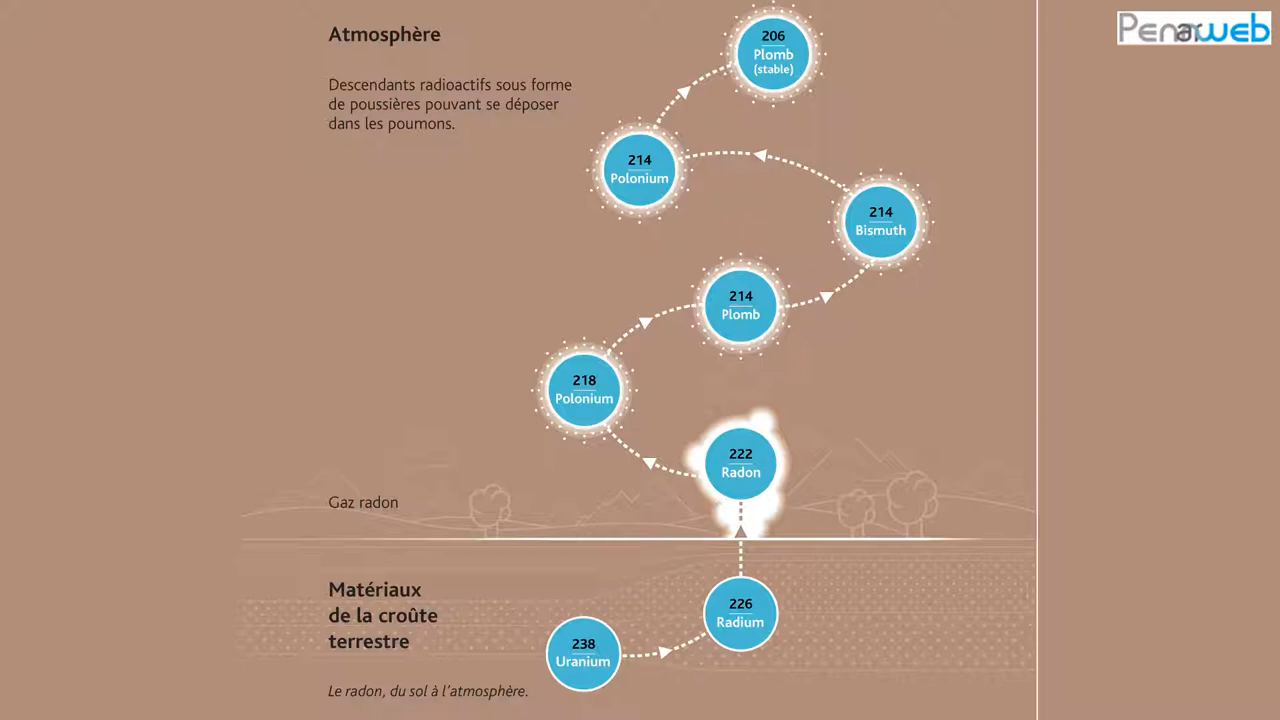 Atmosphère
Descendants radioactifs sous forme
de poussières pouvant se déposer
dans les poumons.
206
Plomb
(stable)
214
Polonium
214
Bismuth
214
Plomb
218
Polonium
222
Radon
Gaz radon
Matériaux
de la croûte
terrestre
226
Radium
238
Uranium
Le radon, du sol à l'atmosphère.